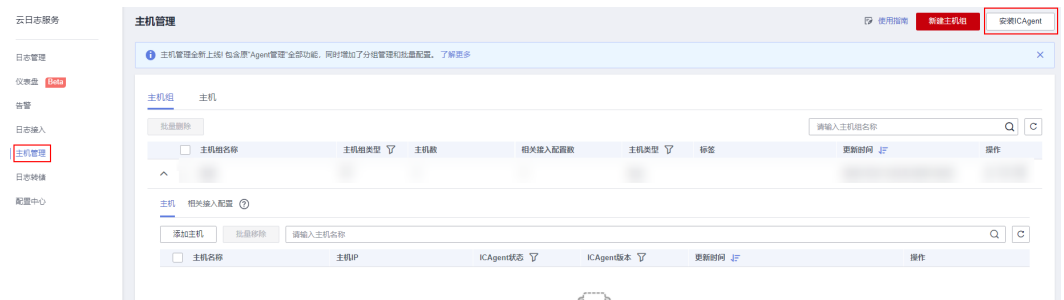 云日志服务
主机管理
使用指南
新建主机组
安装ICAgent
日志管理
仪表盘 Beta
告警
日志接入
主机管理
日志转储
配置中心
主机管理全新上线! 包含原"Agent管理"全部功能，同时增加了分组管理和批量配置。 了解更多
主机组 主机
批量删除
请输入主机组名称
主机组名称 主机组类型 主机数 相关接入配置数 主机类型 标签 更新时间 操作
主机 相关接入配置
添加主机 批量移除 请输入主机名称
主机名称 主机IP ICAgent状态 ICAgent版本 更新时间 操作